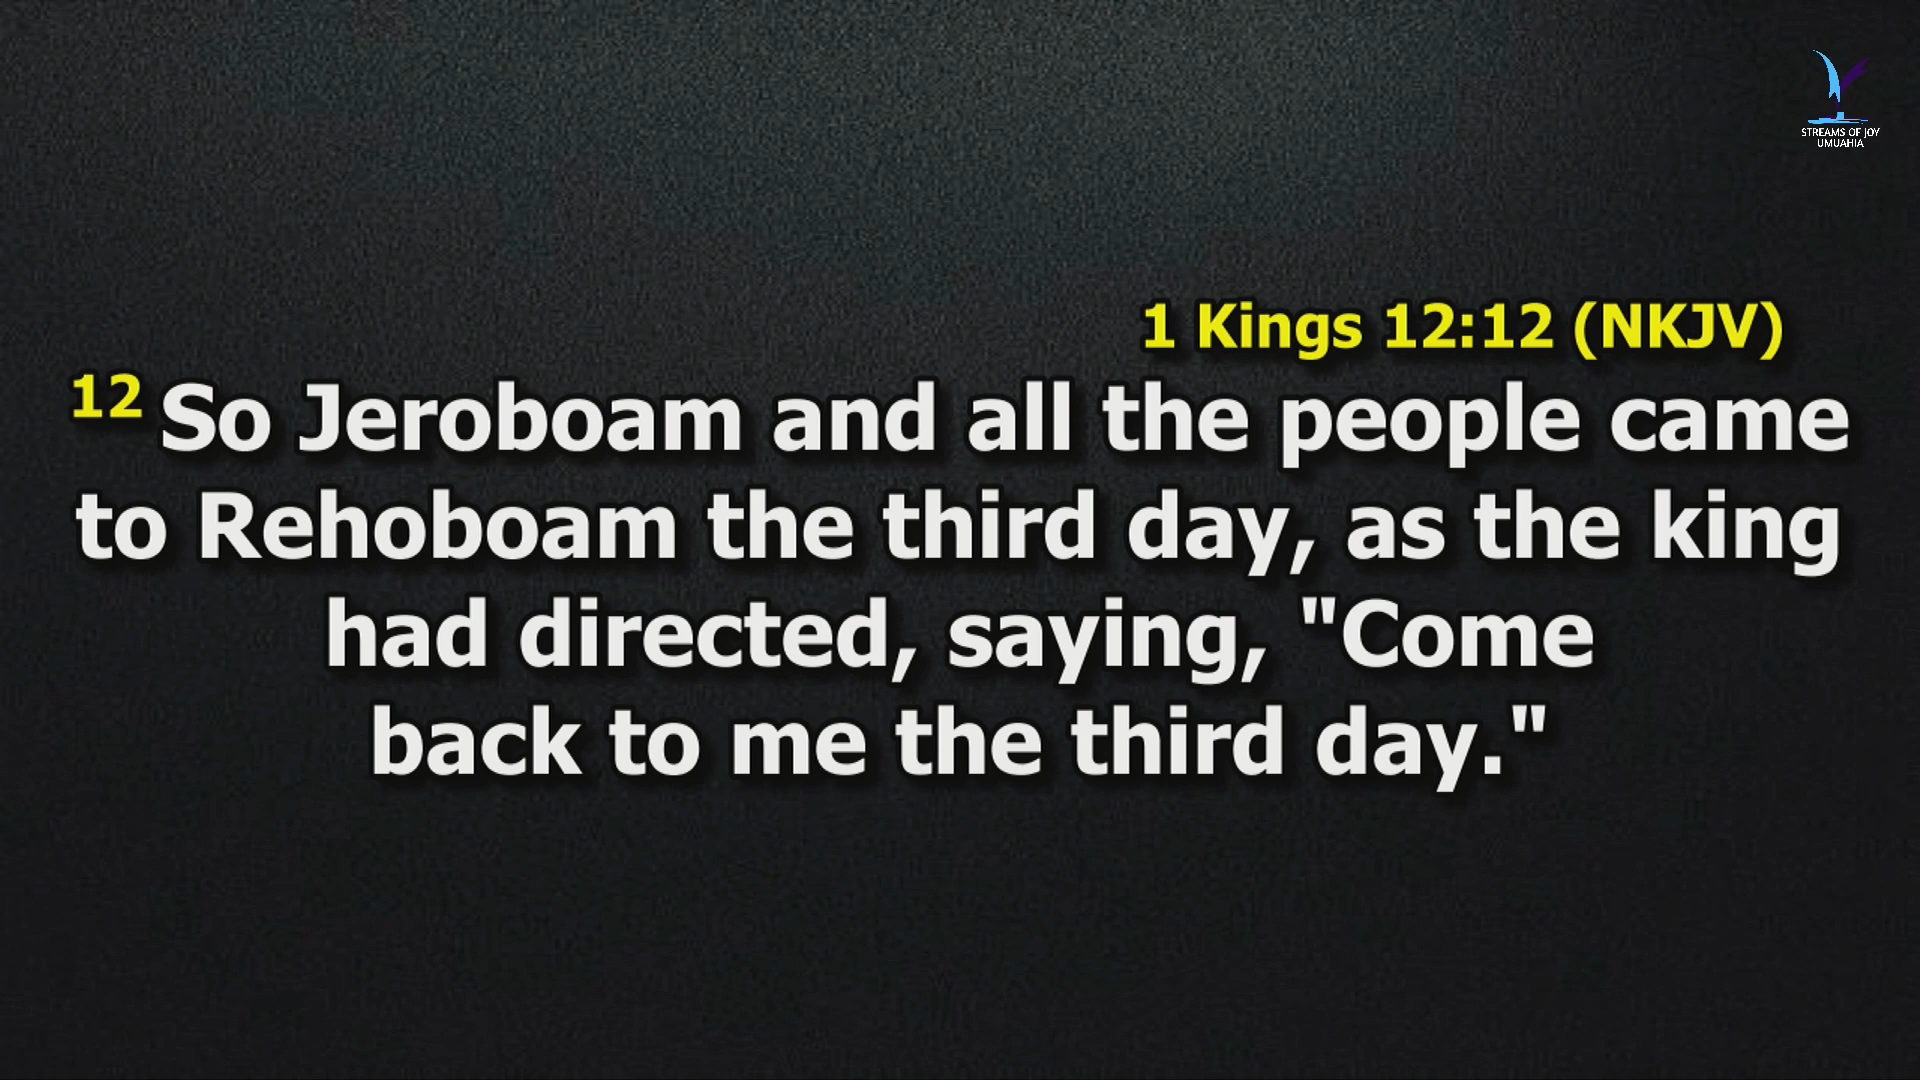 STREAMS OF JOY
UMUAHIA
1 Kings 12:12 (NKJV)
12 So Jeroboam and all the people came
to Rehoboam the third day, as the king
had directed, saying, "Come
back to me the third day."